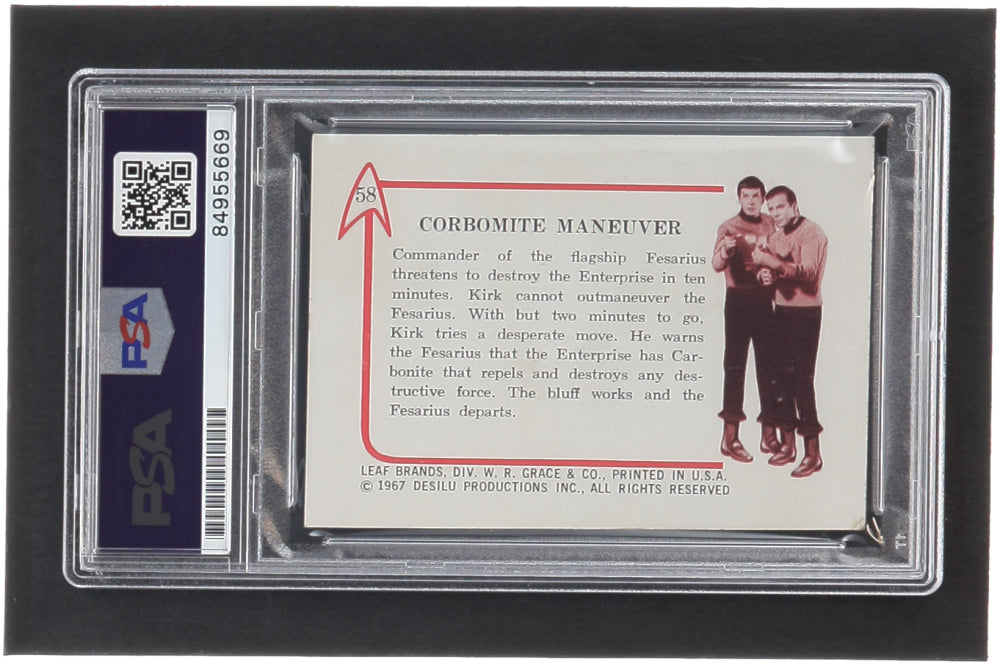 84955669
PSA
PSA
58
CORBOMITE MANEUVER
Commander of the flagship Fesarius
threatens to destroy the Enterprise in ten
minutes. Kirk cannot outmaneuver the
Fesarius. With but two minutes to go,
Kirk tries a desperate move. He warns
the Fesarius that the Enterprise has Car-
bonite that repels and destroys any des-
tructive force. The bluff works and the
Fesarius departs.
LEAF BRANDS, DIV. W. R. GRACE & CO., PRINTED IN U.S.A.
© 1967 DESILU PRODUCTIONS INC., ALL RIGHTS RESERVED